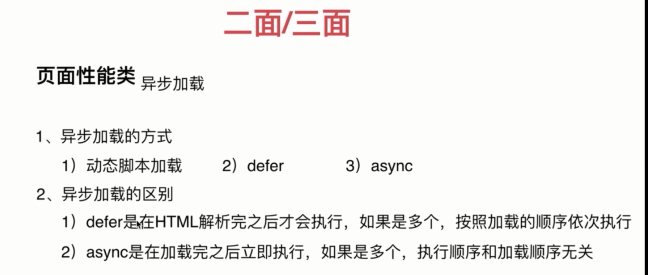 二面/三面
页面性能类 异步加载
1、异步加载的方式
1）动态脚本加载 2）defer 3）async
2、异步加载的区别
1）defer是在HTML解析完之后才会执行，如果是多个，按照加载的顺序依次执行
2）async是在加载完之后立即执行，如果是多个，执行顺序和加载顺序无关